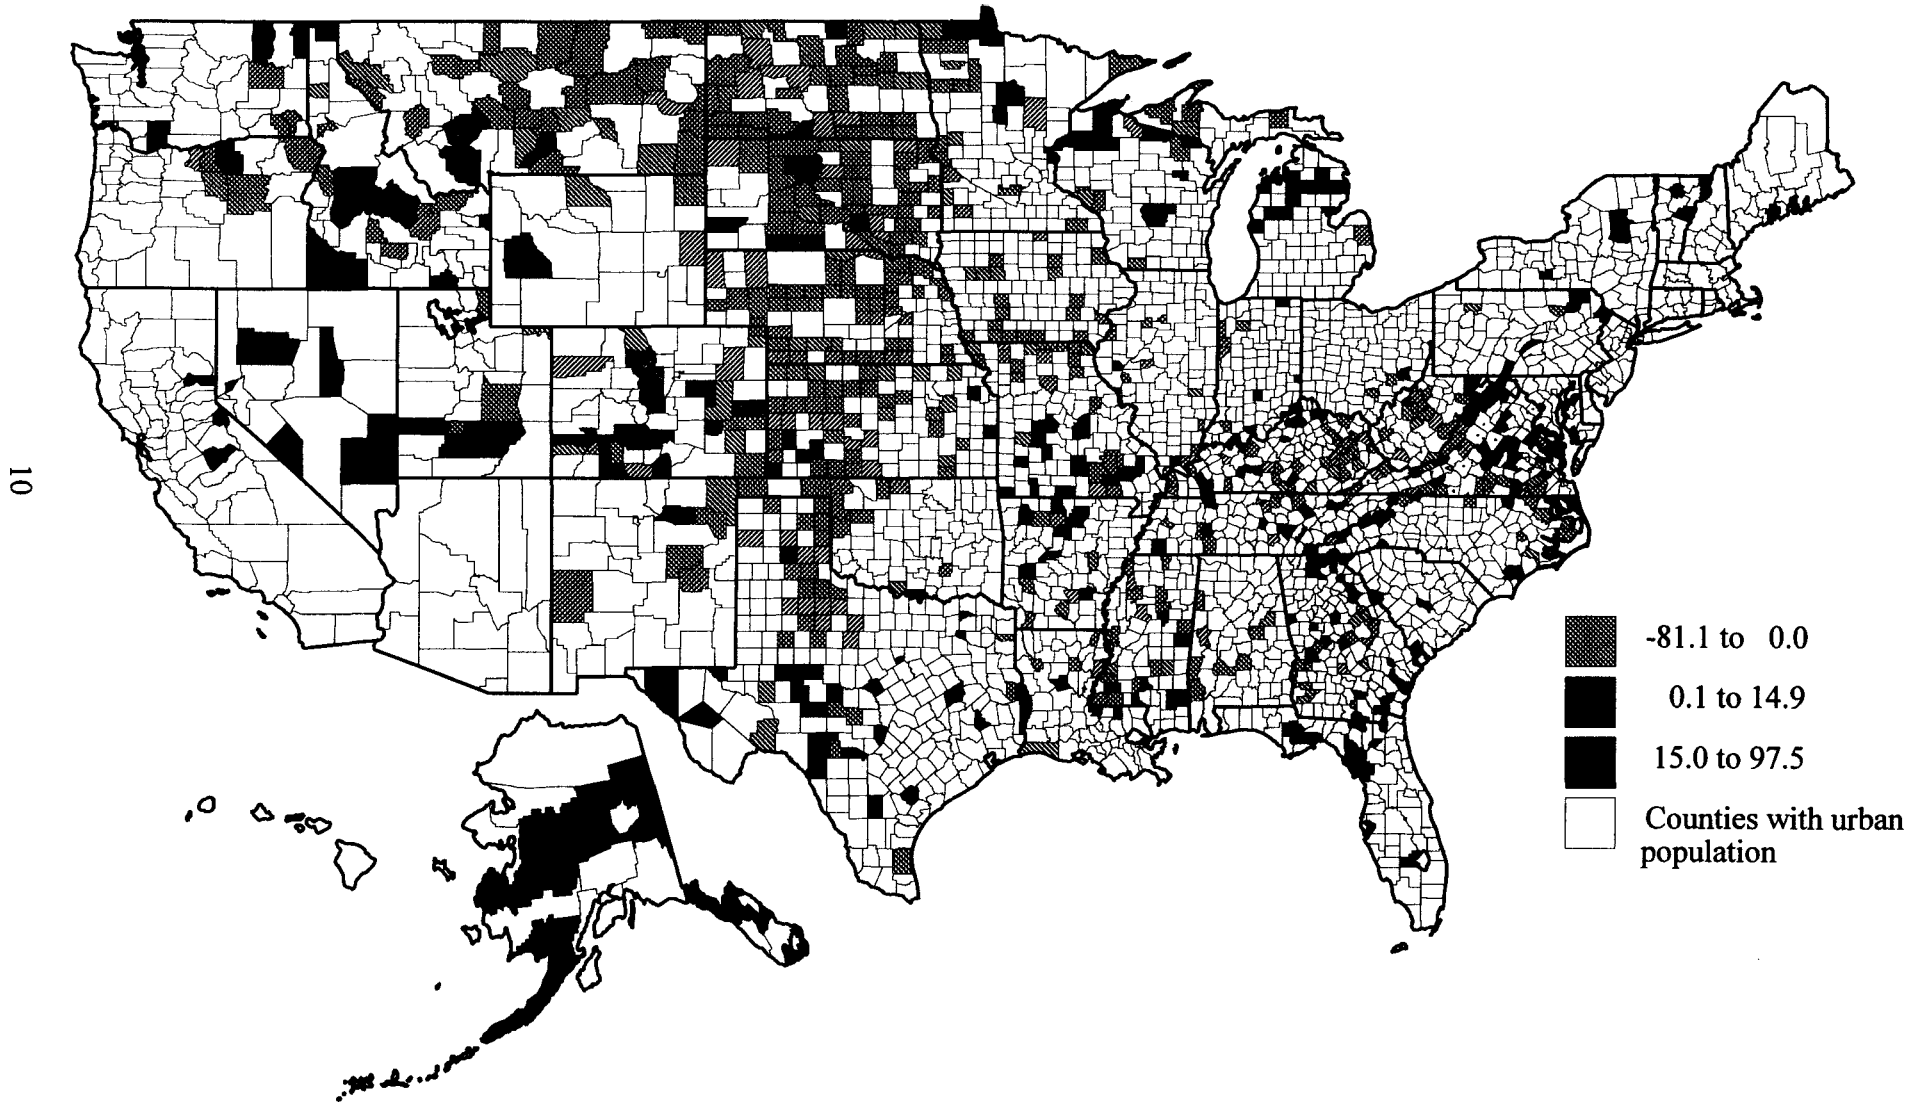 10
-81.1 to 0.0
0.1 to 14.9
15.0 to 97.5
Counties with urban
population